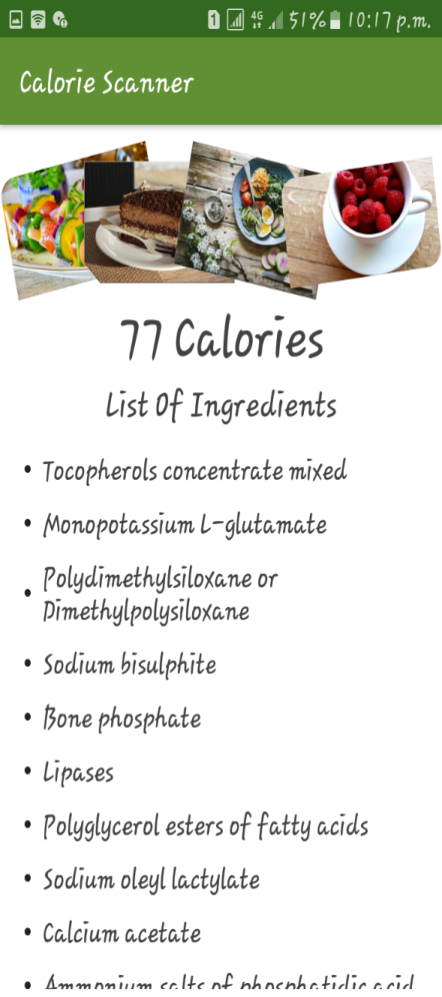 1 4G 51% 10:17 p.m.
Calorie Scanner
77 Calories
List Of Ingredients
• Tocopherols concentrate mixed
• Monopotassium L-glutamate
• Polydimethylsiloxane or
Dimethylpolysiloxane
• Sodium bisulphite
• Bone phosphate
• Lipases
• Polyglycerol esters of fatty acids
• Sodium oleyl lactylate
• Calcium acetate
• Ammonium salts of phosphatidic acid